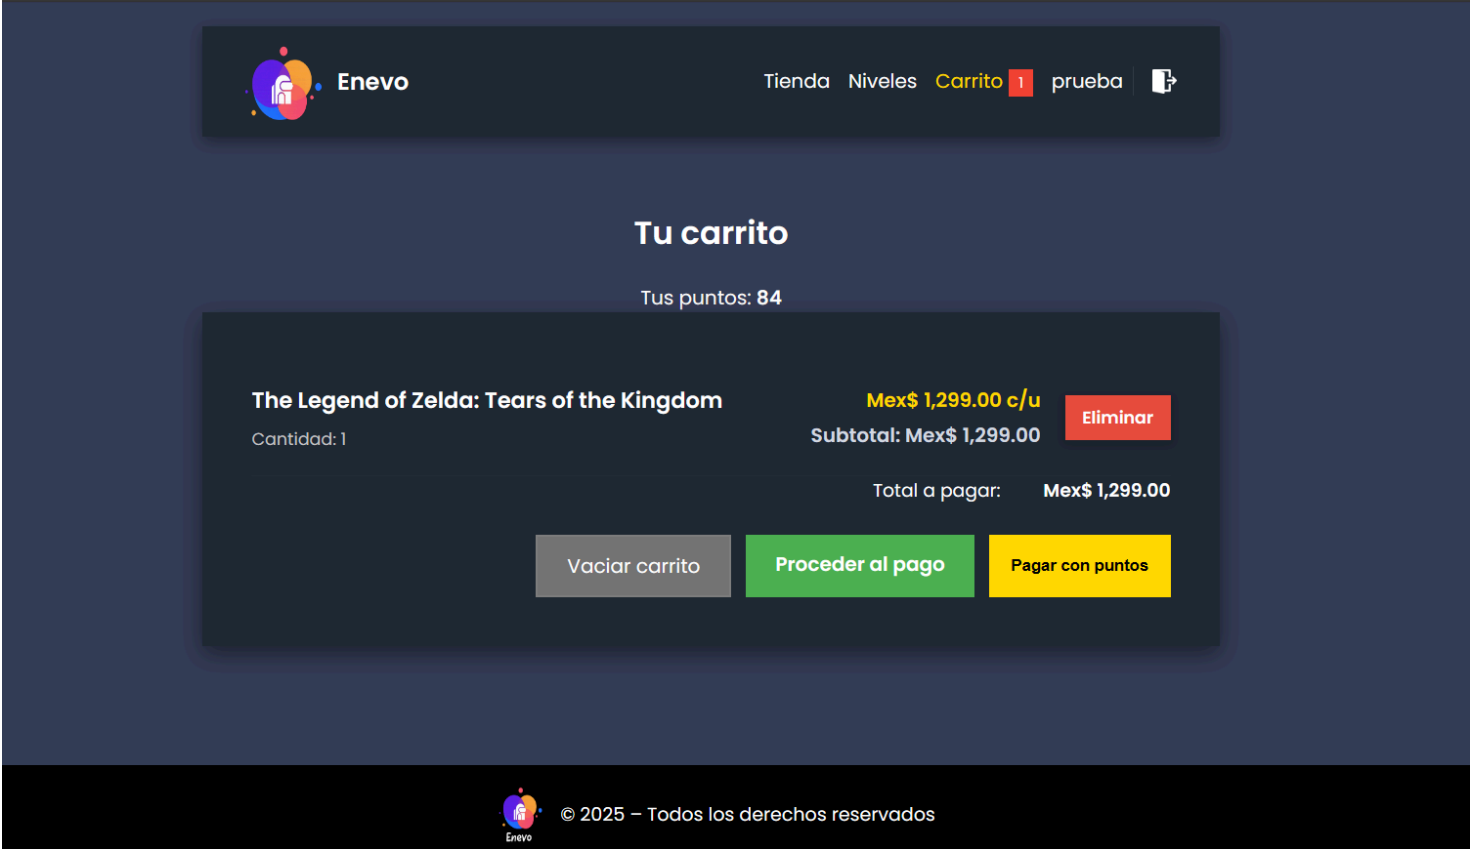 Enevo
Tienda Niveles Carrito 1 prueba
Tu carrito
Tus puntos: 84
The Legend of Zelda: Tears of the Kingdom
Cantidad: 1
Mex$ 1,299.00 c/u
Subtotal: Mex$ 1,299.00
Eliminar
Total a pagar: Mex$ 1,299.00
Vaciar carrito
Proceder al pago
Pagar con puntos
Enevo
© 2025 – Todos los derechos reservados